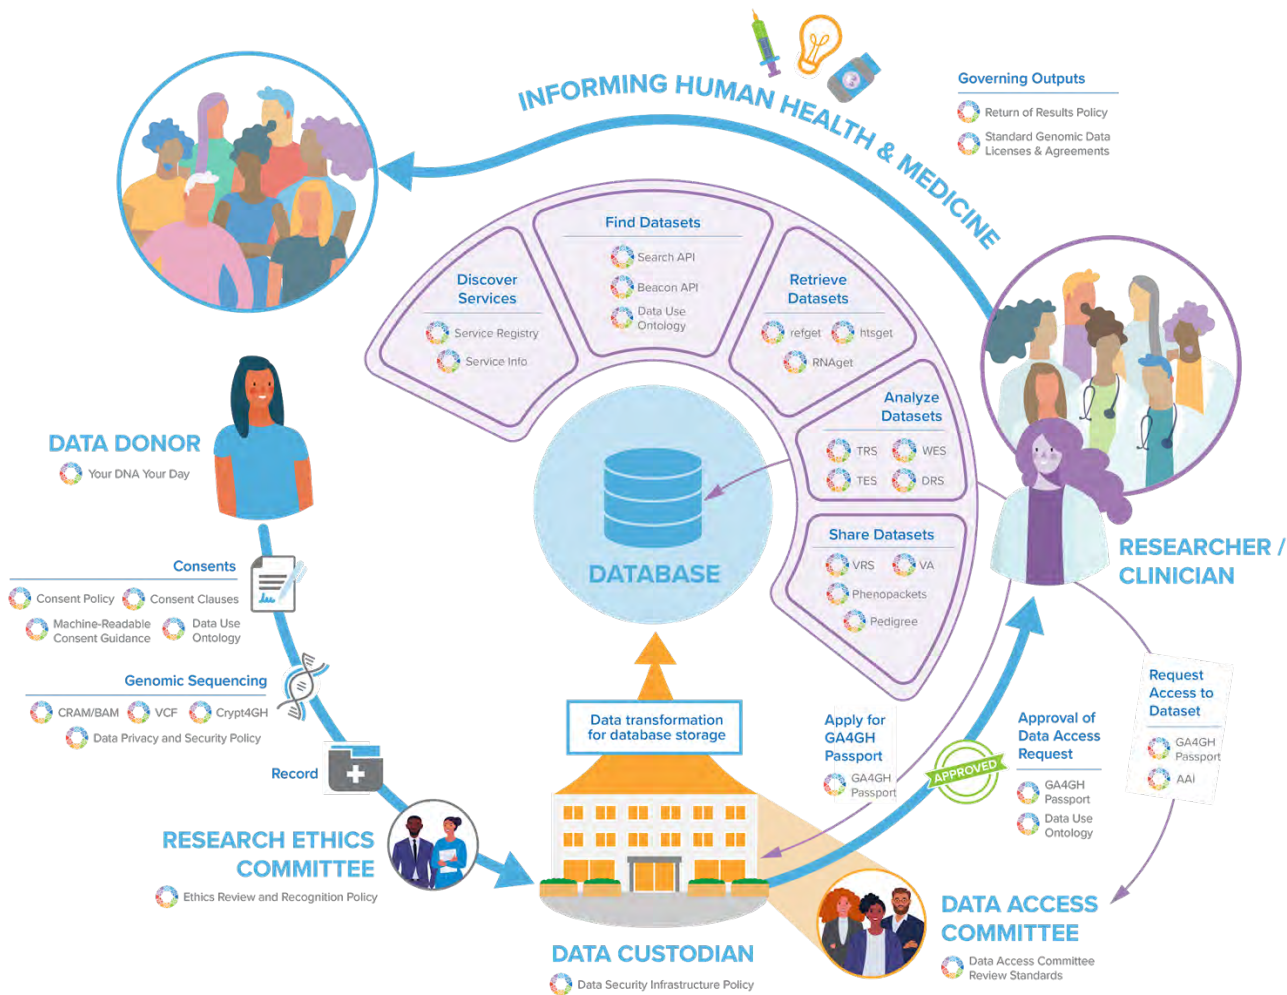 INFORMING HUMAN HEALTH & MEDICINE
Governing Outputs
Return of Results Policy
Standard Genomic Data
Licenses & Agreements
Discover
Services
Service Registry
Service Info
Find Datasets
Search API
Beacon API
Data Use
Ontology
Retrieve
Datasets
refget
htsget
RNAget
Analyze
Datasets
TRS
WES
TES
DRS
Share Datasets
VRS
VA
Phenopackets
Pedigree
DATABASE
DATA DONOR
Your DNA Your Day
Consents
Consent Policy
Consent Clauses
Machine-Readable
Consent Guidance
Data Use
Ontology
Genomic Sequencing
CRAM/BAM
VCF
Crypt4GH
Data Privacy and Security Policy
Record
RESEARCH ETHICS
COMMITTEE
Ethics Review and Recognition Policy
Data transformation
for database storage
DATA CUSTODIAN
Data Security Infrastructure Policy
Apply for
GA4GH
Passport
GA4GH
Passport
APPROVED
Approval of
Data Access
Request
GA4GH
Passport
Data Use
Ontology
RESEARCHER /
CLINICIAN
Request
Access to
Dataset
GA4GH
Passport
AAI
DATA ACCESS
COMMITTEE
Data Access Committee
Review Standards